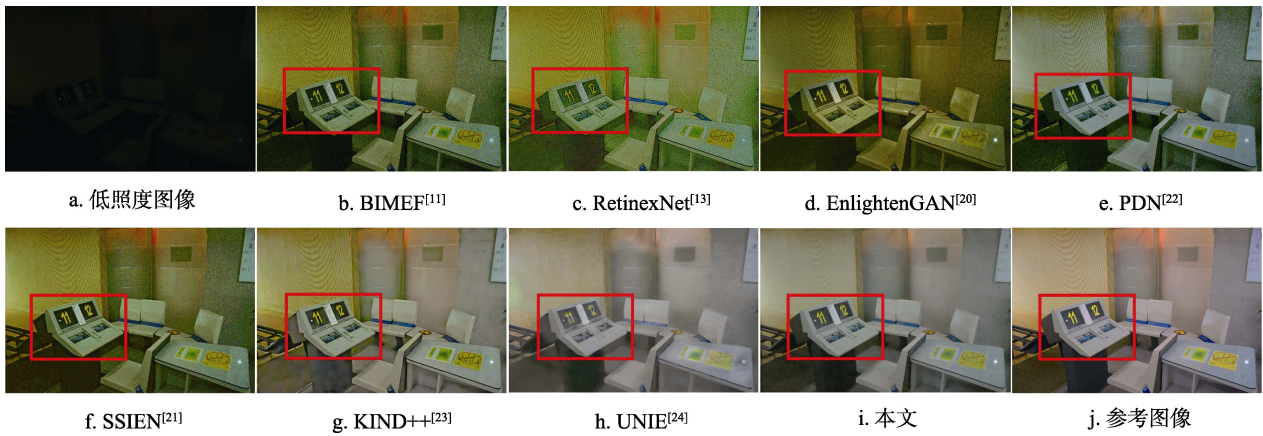 a. 低照度图像
b. BIMEF[11]
c. RetinexNet[13]
d. EnlightenGAN[20]
e. PDN[22]
f. SSIEN[21]
g. KIND++[23]
h. UNIE[24]
i. 本文
j. 参考图像